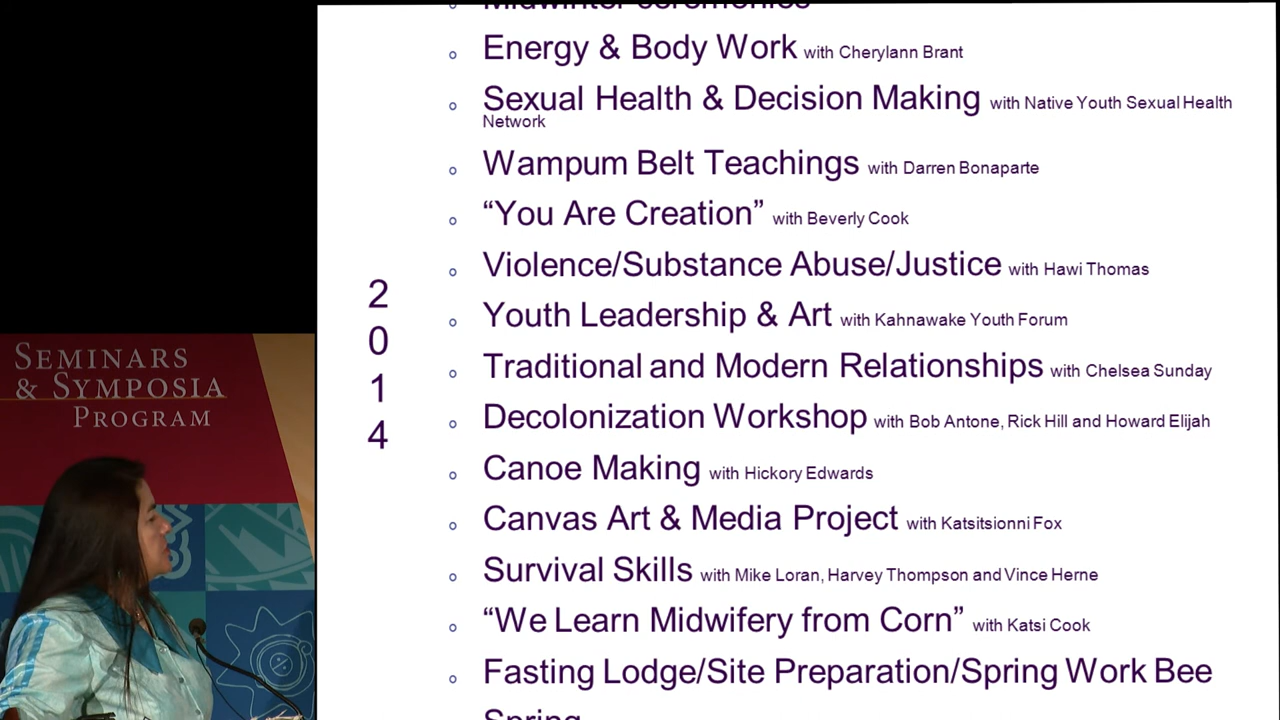 Midwinter ceremonies
Energy & Body Work with Cherylann Brant
Sexual Health & Decision Making with Native Youth Sexual Health
Network
Wampum Belt Teachings with Darren Bonaparte
“You Are Creation” with Beverly Cook
Violence/Substance Abuse/Justice with Hawi Thomas
2014
Youth Leadership & Art with Kahnawake Youth Forum
Traditional and Modern Relationships with Chelsea Sunday
Decolonization Workshop with Bob Antone, Rick Hill and Howard Elijah
Canoe Making with Hickory Edwards
Canvas Art & Media Project with Katsitsionni Fox
Survival Skills with Mike Loran, Harvey Thompson and Vince Herne
“We Learn Midwifery from Corn” with Katsi Cook
Fasting Lodge/Site Preparation/Spring Work Bee
Spring
SEMINARS
& SYMPOSIA
PROGRAM